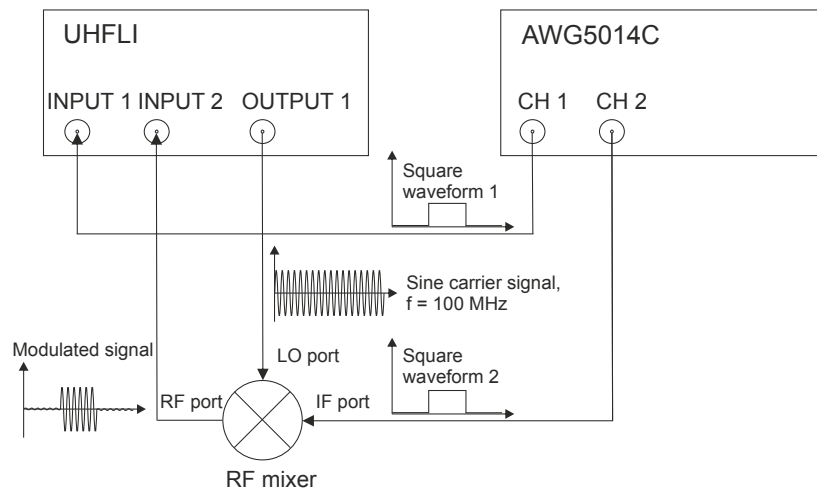 UHFLI
AWG5014C
INPUT 1 INPUT 2 OUTPUT 1
CH 1 CH 2
Square
waveform 1
Sine carrier signal,
f = 100 MHz
Modulated signal
LO port
Square
waveform 2
RF port
IF port
RF mixer